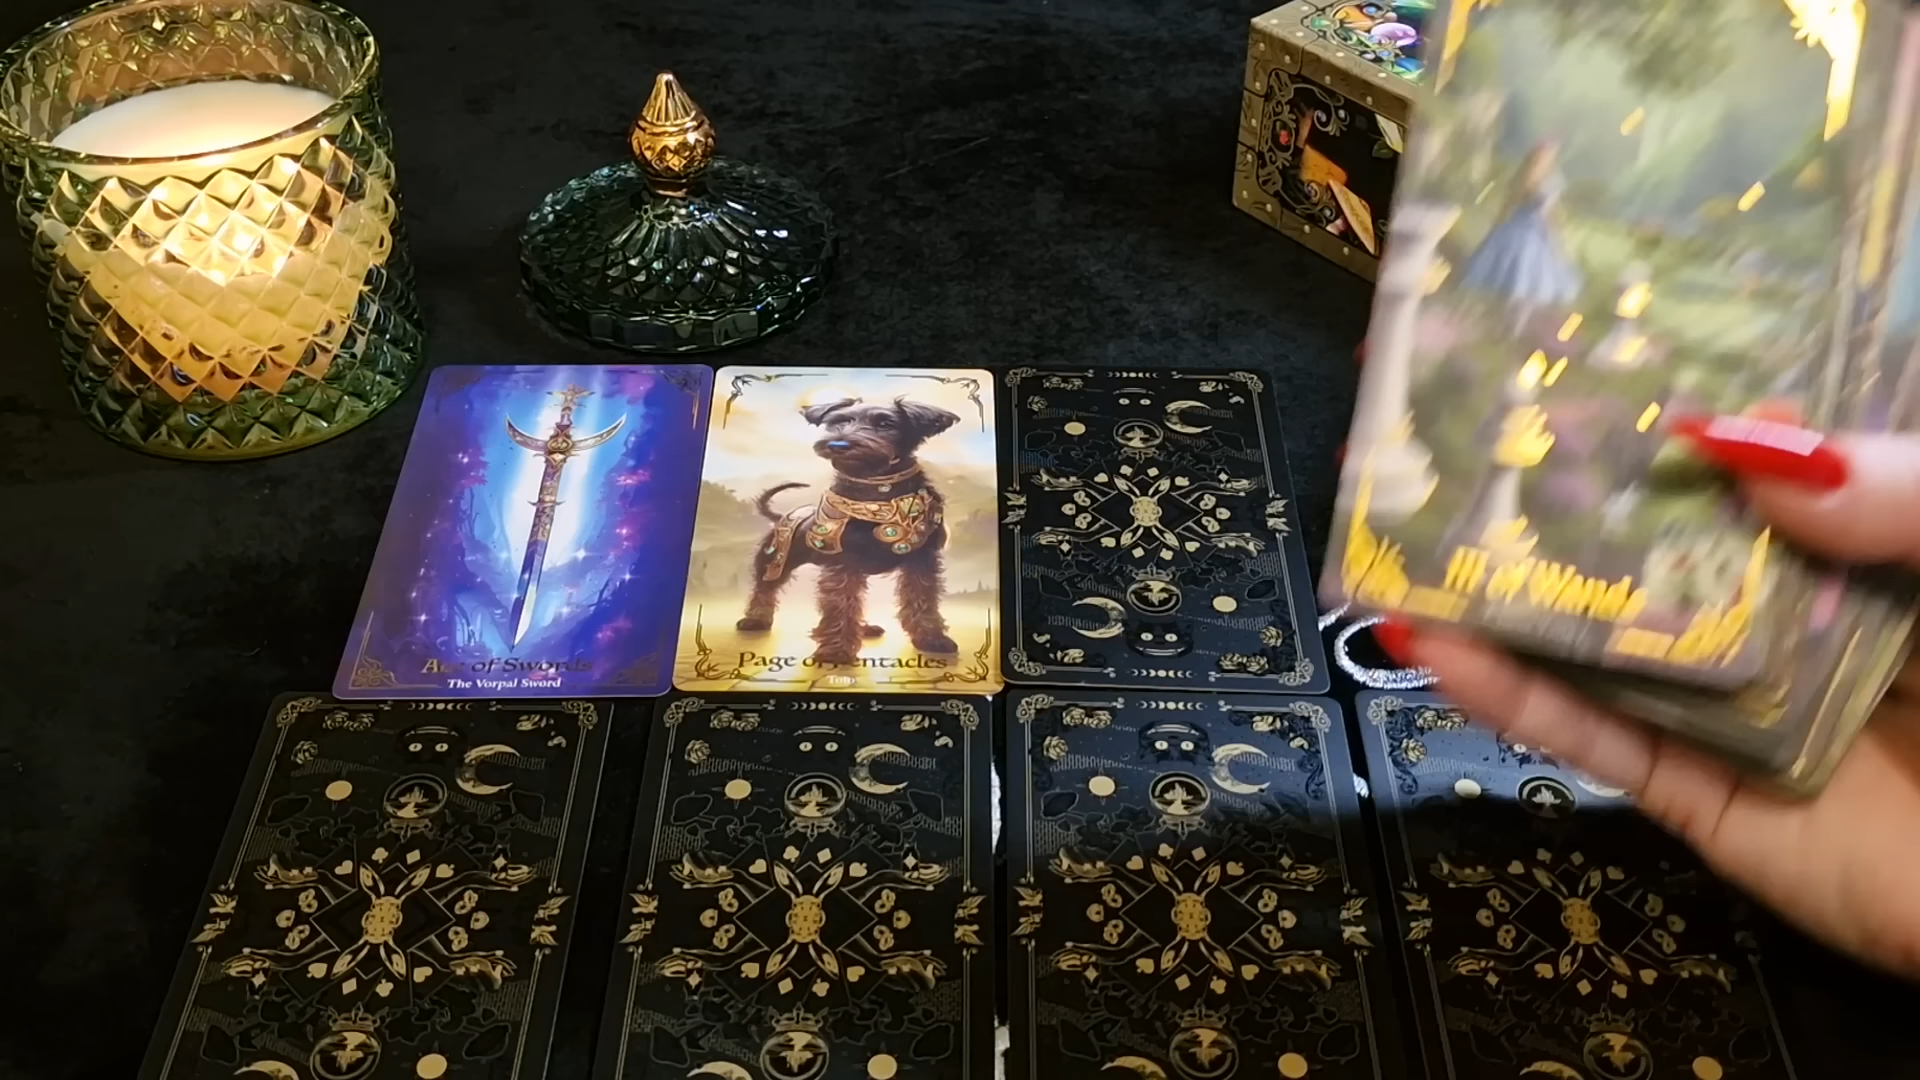 Ace of Swords
The Vorpal Sword
Page of Pentacles
Toto
III of Wands